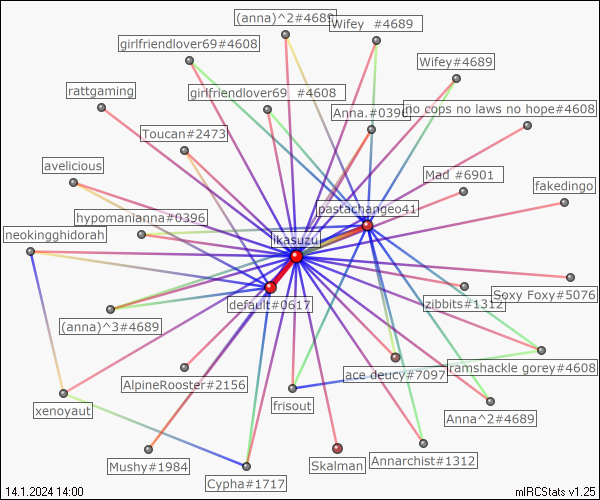 (anna)^2#4689
Wifey #4689
girlfriendlover69#4608
Wifey#4689
rattgaming
girlfriendlover69 #4608
Anna.#0396
no cops no laws no hope#4608
Toucan#2473
avelicious
Mad #6901
fakedingo
hypomanianna#0396
pastachangeo41
neokingghidorah
ikasuzu
default#0617
zibbits#1312
Soxy Foxy#5076
(anna)^3#4689
AlpineRooster#2156
ace deucy#7097
ramshackle gorey#4608
xenoyaut
frisout
Anna^2#4689
Mushy#1984
Cypha#1717
Skalman
Annarchist#1312
14.1.2024 14:00
mIRCStats v1.25